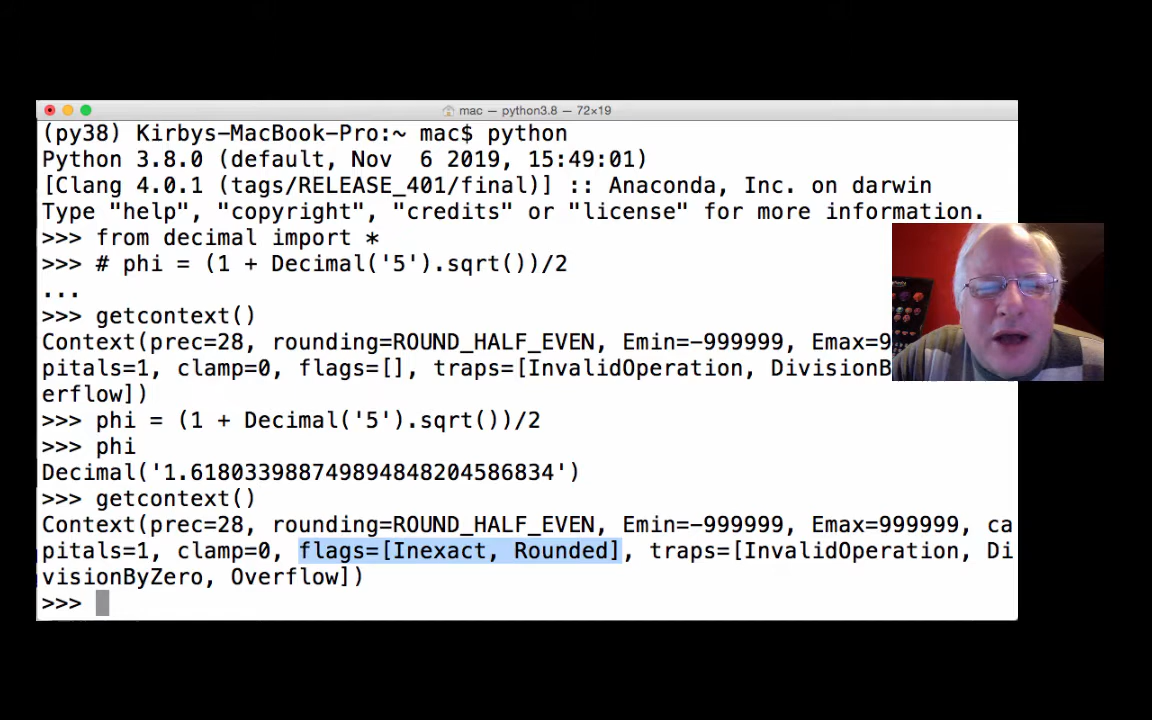 mac — python3.8 — 72×19
(py38) Kirbys-MacBook-Pro:~ mac$ python
Python 3.8.0 (default, Nov  6 2019, 15:49:01)
[Clang 4.0.1 (tags/RELEASE_401/final)] :: Anaconda, Inc. on darwin
Type "help", "copyright", "credits" or "license" for more information.
>>> from decimal import *
>>> # phi = (1 + Decimal('5').sqrt())/2
...
>>> getcontext()
Context(prec=28, rounding=ROUND_HALF_EVEN, Emin=-999999, Emax=9
pitals=1, clamp=0, flags=[], traps=[InvalidOperation, DivisionB
erflow])
>>> phi = (1 + Decimal('5').sqrt())/2
>>> phi
Decimal('1.618033988749894848204586834')
>>> getcontext()
Context(prec=28, rounding=ROUND_HALF_EVEN, Emin=-999999, Emax=999999, ca
pitals=1, clamp=0, flags=[Inexact, Rounded], traps=[InvalidOperation, Di
visionByZero, Overflow])
>>>